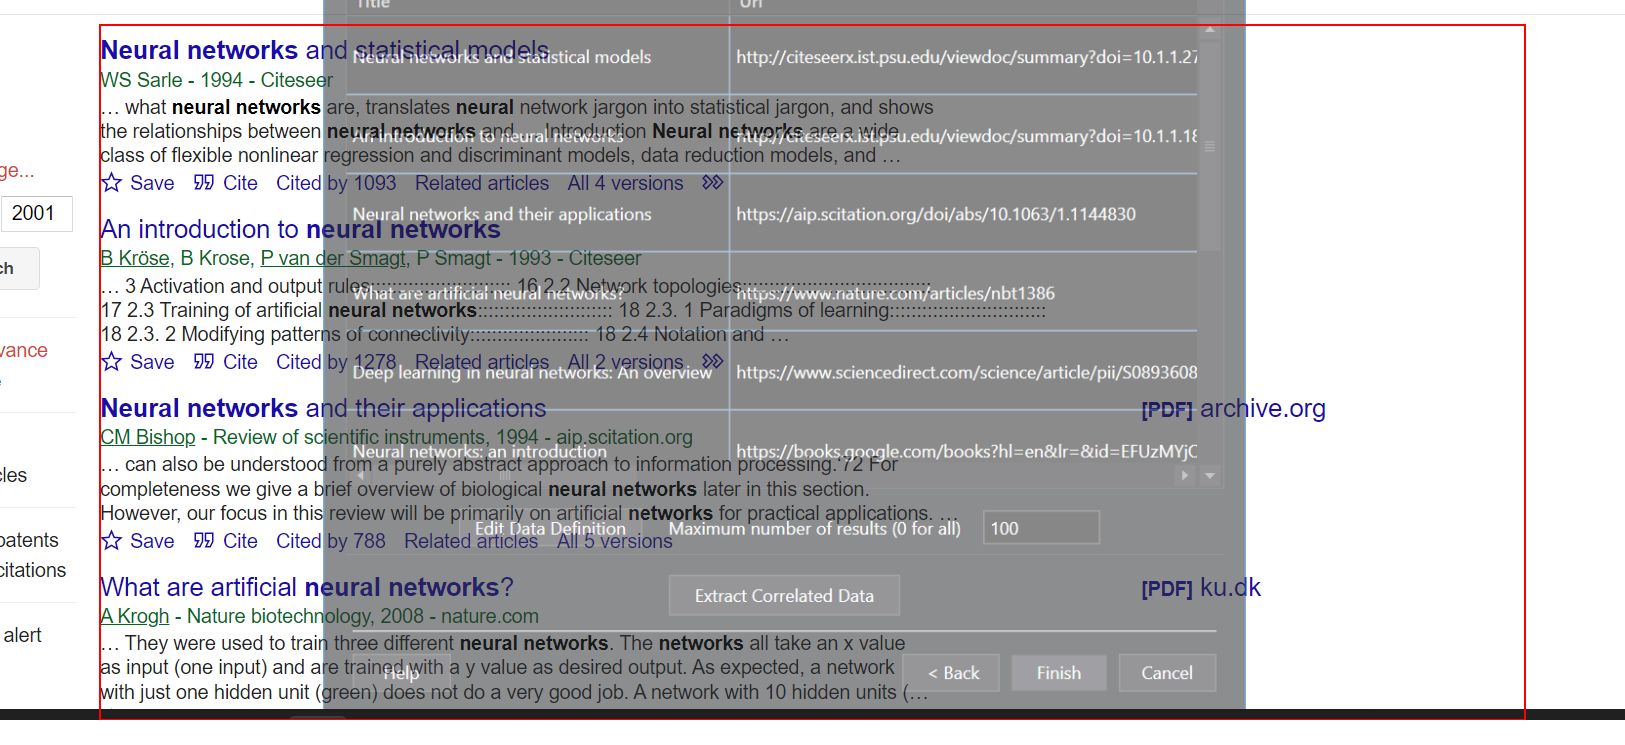 Title Url
Neural networks and statistical models http://citeseerx.ist.psu.edu/viewdoc/summary?doi=10.1.1.27
An introduction to neural networks http://citeseerx.ist.psu.edu/viewdoc/summary?doi=10.1.1.18
Neural networks and their applications https://aip.scitation.org/doi/abs/10.1063/1.1144830
What are artificial neural networks? https://www.nature.com/articles/nbt1386
Deep learning in neural networks: An overview https://www.sciencedirect.com/science/article/pii/S0893608
Neural networks: an introduction https://books.google.com/books?hl=en&lr=&id=EFUzMYjC
Edit Data Definition Maximum number of results (0 for all) 100
Extract Correlated Data
Help < Back Finish Cancel
ge...
2001
ch
vance
cles
patents
citations
alert
Neural networks and statistical models
WS Sarle - 1994 - Citeseer
… what neural networks are, translates neural network jargon into statistical jargon, and shows
the relationships between neural networks and … Introduction Neural networks are a wide
class of flexible nonlinear regression and discriminant models, data reduction models, and …
Save Cite Cited by 1093 Related articles All 4 versions
An introduction to neural networks
B Kröse, B Krose, P van der Smagt, P Smagt - 1993 - Citeseer
… 3 Activation and output rules:::::::::::::::::::::::::: 16 2.2 Network topologies:::::::::::::::::::::::::::::::::
17 2.3 Training of artificial neural networks:::::::::::::::::::::::: 18 2.3. 1 Paradigms of learning::::::::::::::::::::::::::::
18 2.3. 2 Modifying patterns of connectivity::::::::::::::::::::: 18 2.4 Notation and …
Save Cite Cited by 1278 Related articles All 2 versions
Neural networks and their applications [PDF] archive.org
CM Bishop - Review of scientific instruments, 1994 - aip.scitation.org
… can also be understood from a purely abstract approach to information processing.'72 For
completeness we give a brief overview of biological neural networks later in this section.
However, our focus in this review will be primarily on artificial networks for practical applications. …
Save Cite Cited by 788 Related articles All 5 versions
What are artificial neural networks? [PDF] ku.dk
A Krogh - Nature biotechnology, 2008 - nature.com
… They were used to train three different neural networks. The networks all take an x value
as input (one input) and are trained with a y value as desired output. As expected, a network
with just one hidden unit (green) does not do a very good job. A network with 10 hidden units (…